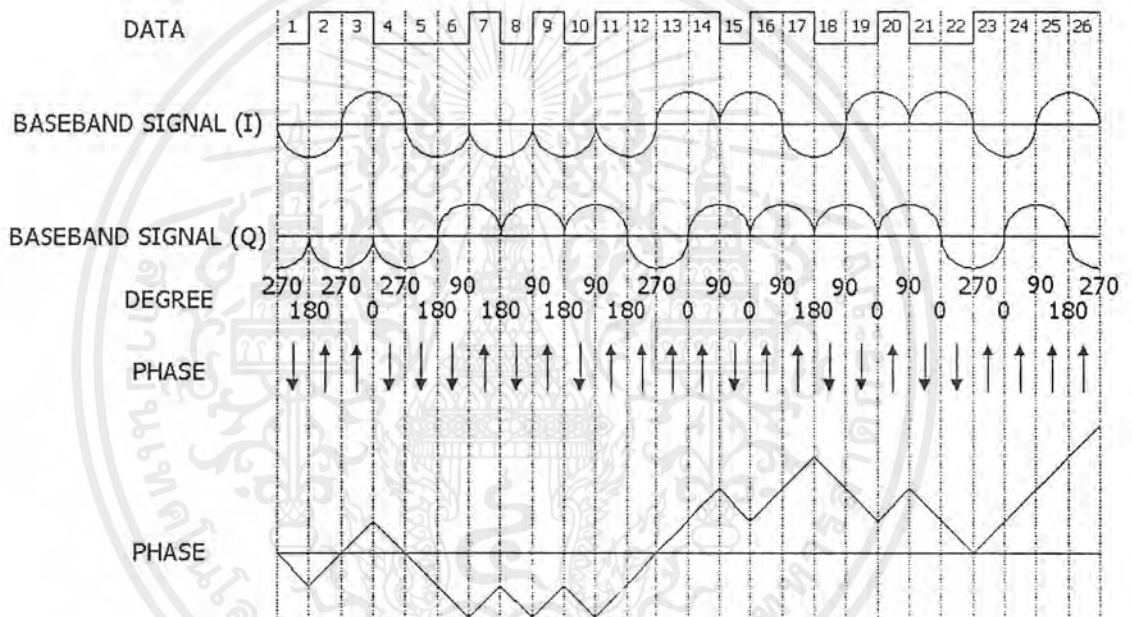 DATA 1 2 3 4 5 6 7 8 9 10 11 12 13 14 15 16 17 18 19 20 21 22 23 24 25 26
BASEBAND SIGNAL (I)
BASEBAND SIGNAL (Q)
270 270 270 90 90 90 270 90 90 90 90 270 90 270
DEGREE
180 0 180 180 180 180 0 0 180 0 0 0 180
PHASE
PHASE